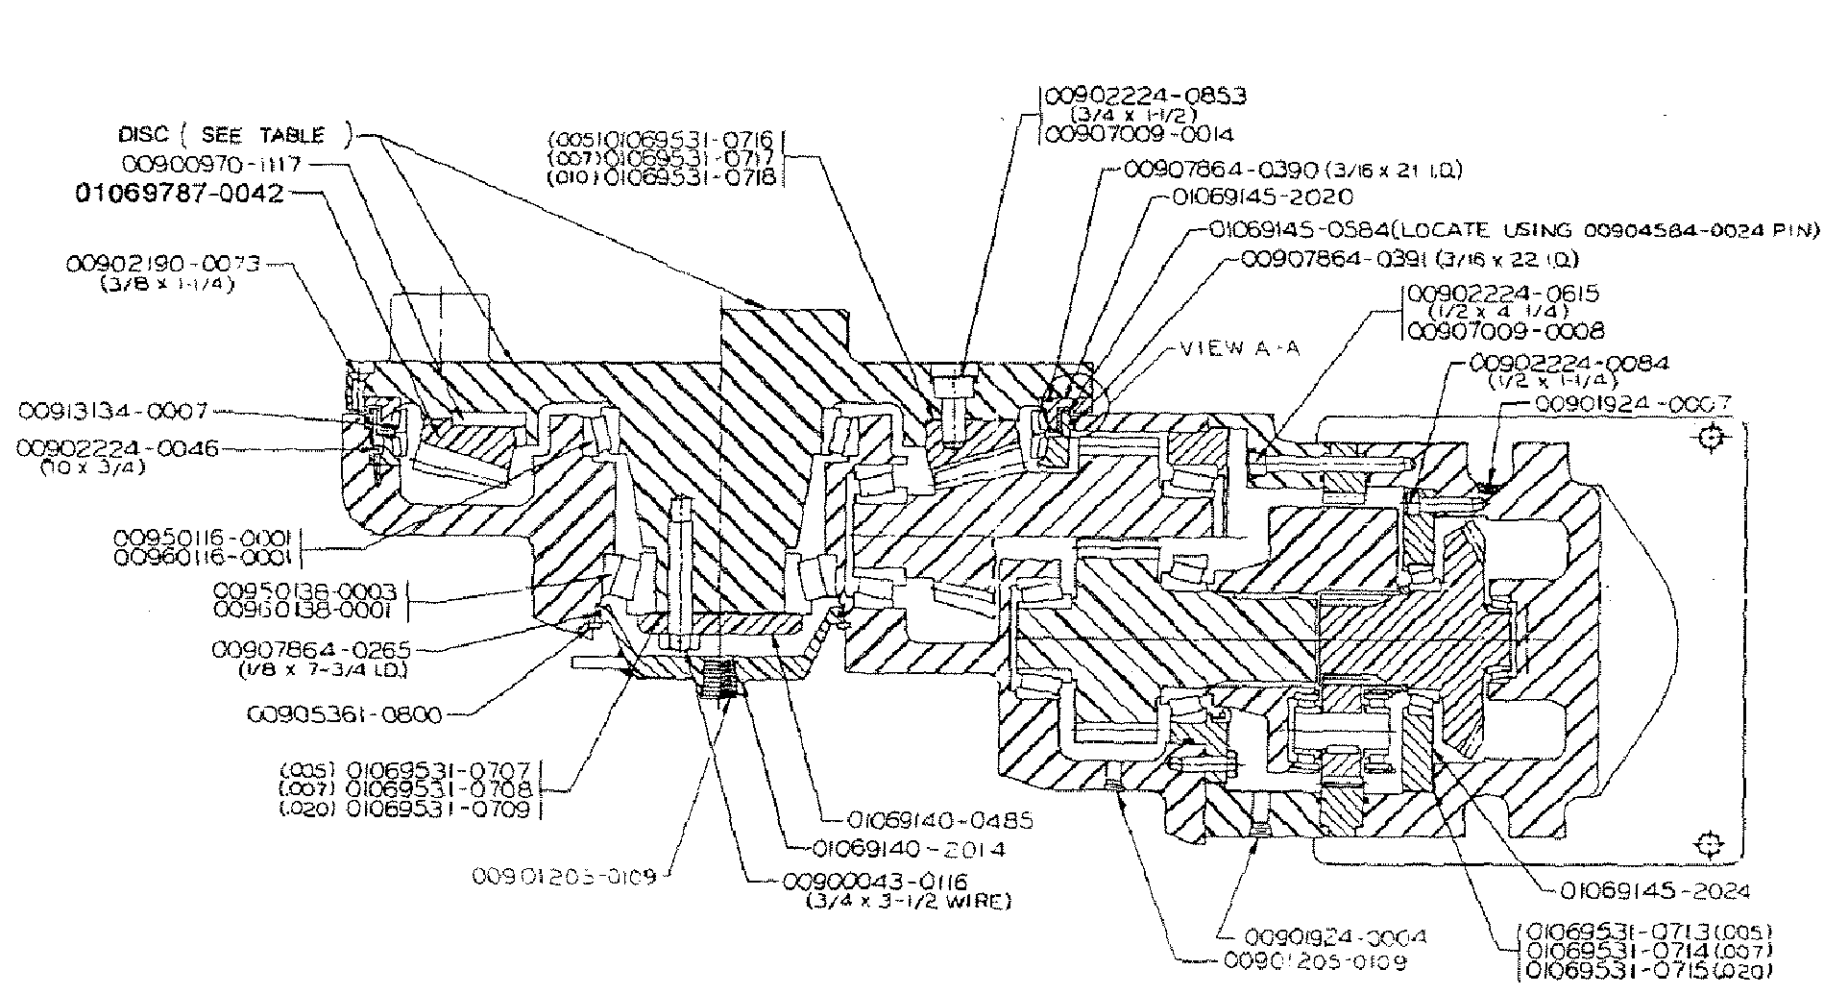 DISC ( SEE TABLE )
00900970-1117
01069787-0042
00902190-0073
(3/8 x 1-1/4)
00913134-0007
00902224-0046
(10 x 3/4)
00950116-0001
00960116-0001
00950138-0003
00960138-0001
00907864-0265
(1/8 x 7-3/4 I.D.)
00905361-0800
(.005) 01069531-0707
(.007) 01069531-0708
(.020) 01069531-0709
00901205-0109
(005) 01069531-0716
(007) 01069531-0717
(010) 01069531-0718
00902224-0853
(3/4 x 1-1/2)
00907009-0014
00907864-0390 (3/16 x 21 I.D.)
01069145-2020
01069145-0584 (LOCATE USING 00904584-0024 PIN)
00907864-0391 (3/16 x 22 I.D.)
00902224-0615
(1/2 x 4 1/4)
00907009-0008
VIEW A-A
00902224-0084
(1/2 x 1-1/4)
00901924-0007
01069140-0485
01069140-2014
00900043-0116
(3/4 x 3-1/2 WIRE)
00901924-0004
00901205-0109
01069145-2024
01069531-0713 (.005)
01069531-0714 (.007)
01069531-0715 (.020)